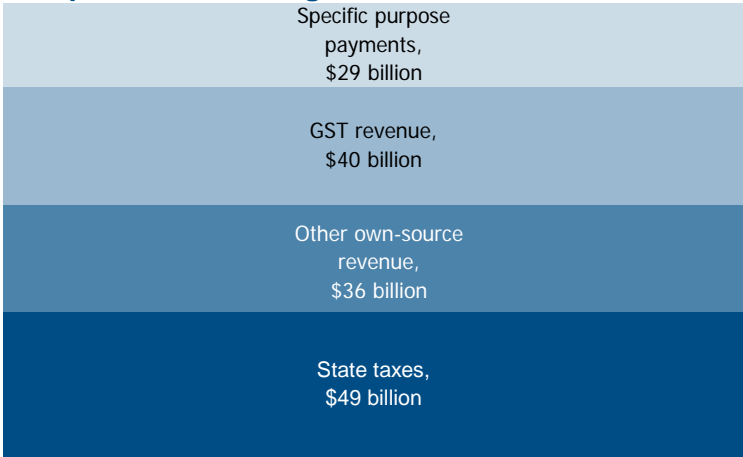 Specific purpose
payments,
$29 billion
GST revenue,
$40 billion
Other own-source
revenue,
$36 billion
State taxes,
$49 billion